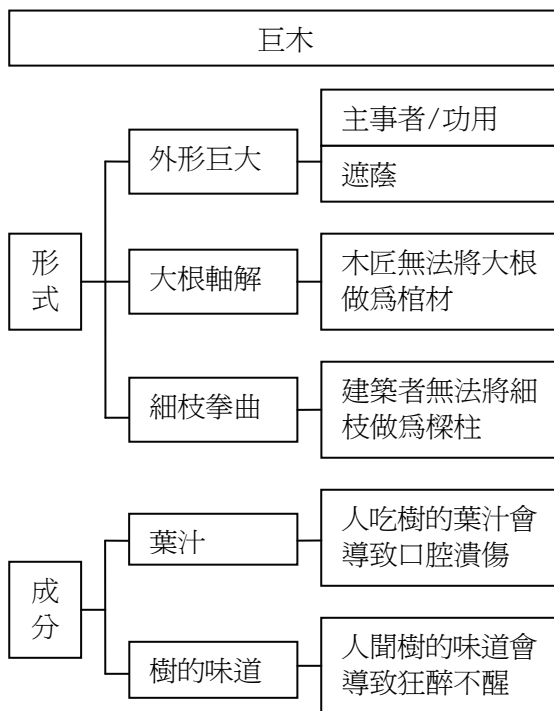 巨木
形
式
外形巨大
主事者/功用
遮蔭
大根軸解
木匠無法將大根
做爲棺材
細枝拳曲
建築者無法將細
枝做爲樑柱
成
分
葉汁
人吃樹的葉汁會
導致口腔潰傷
樹的味道
人聞樹的味道會
導致狂醉不醒